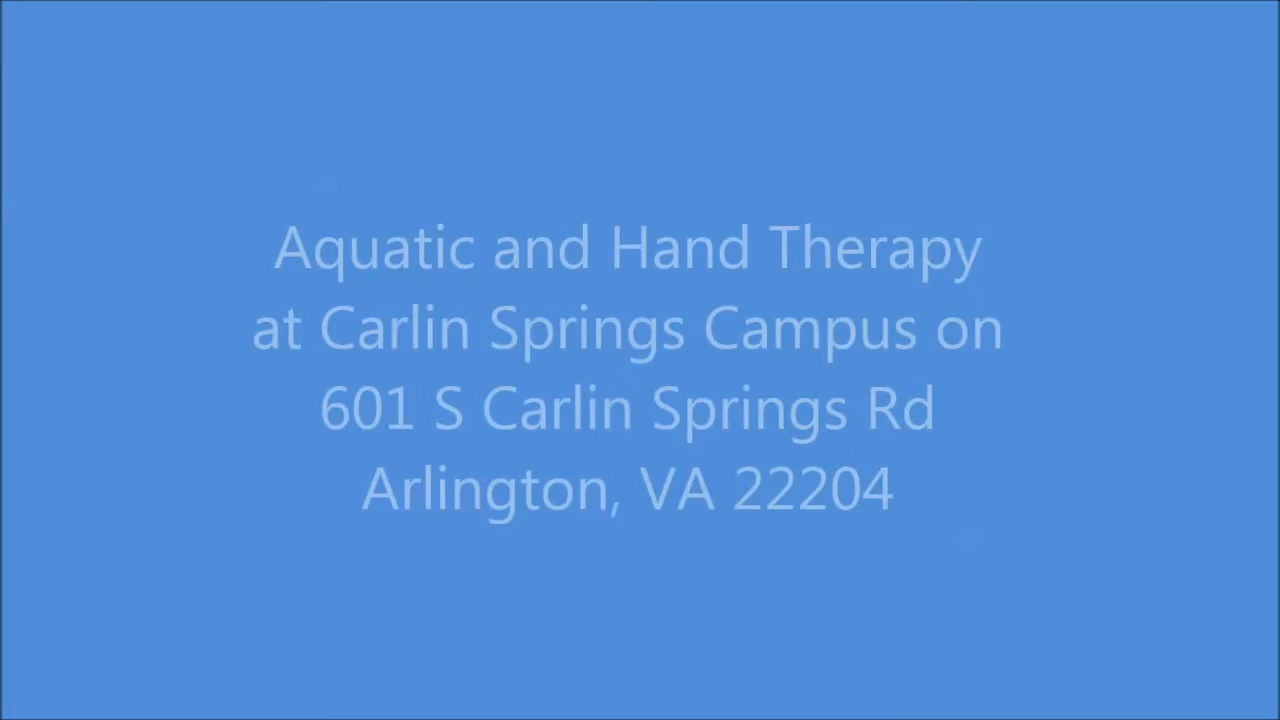 Aquatic and Hand Therapy
at Carlin Springs Campus on
601 S Carlin Springs Rd
Arlington, VA 22204